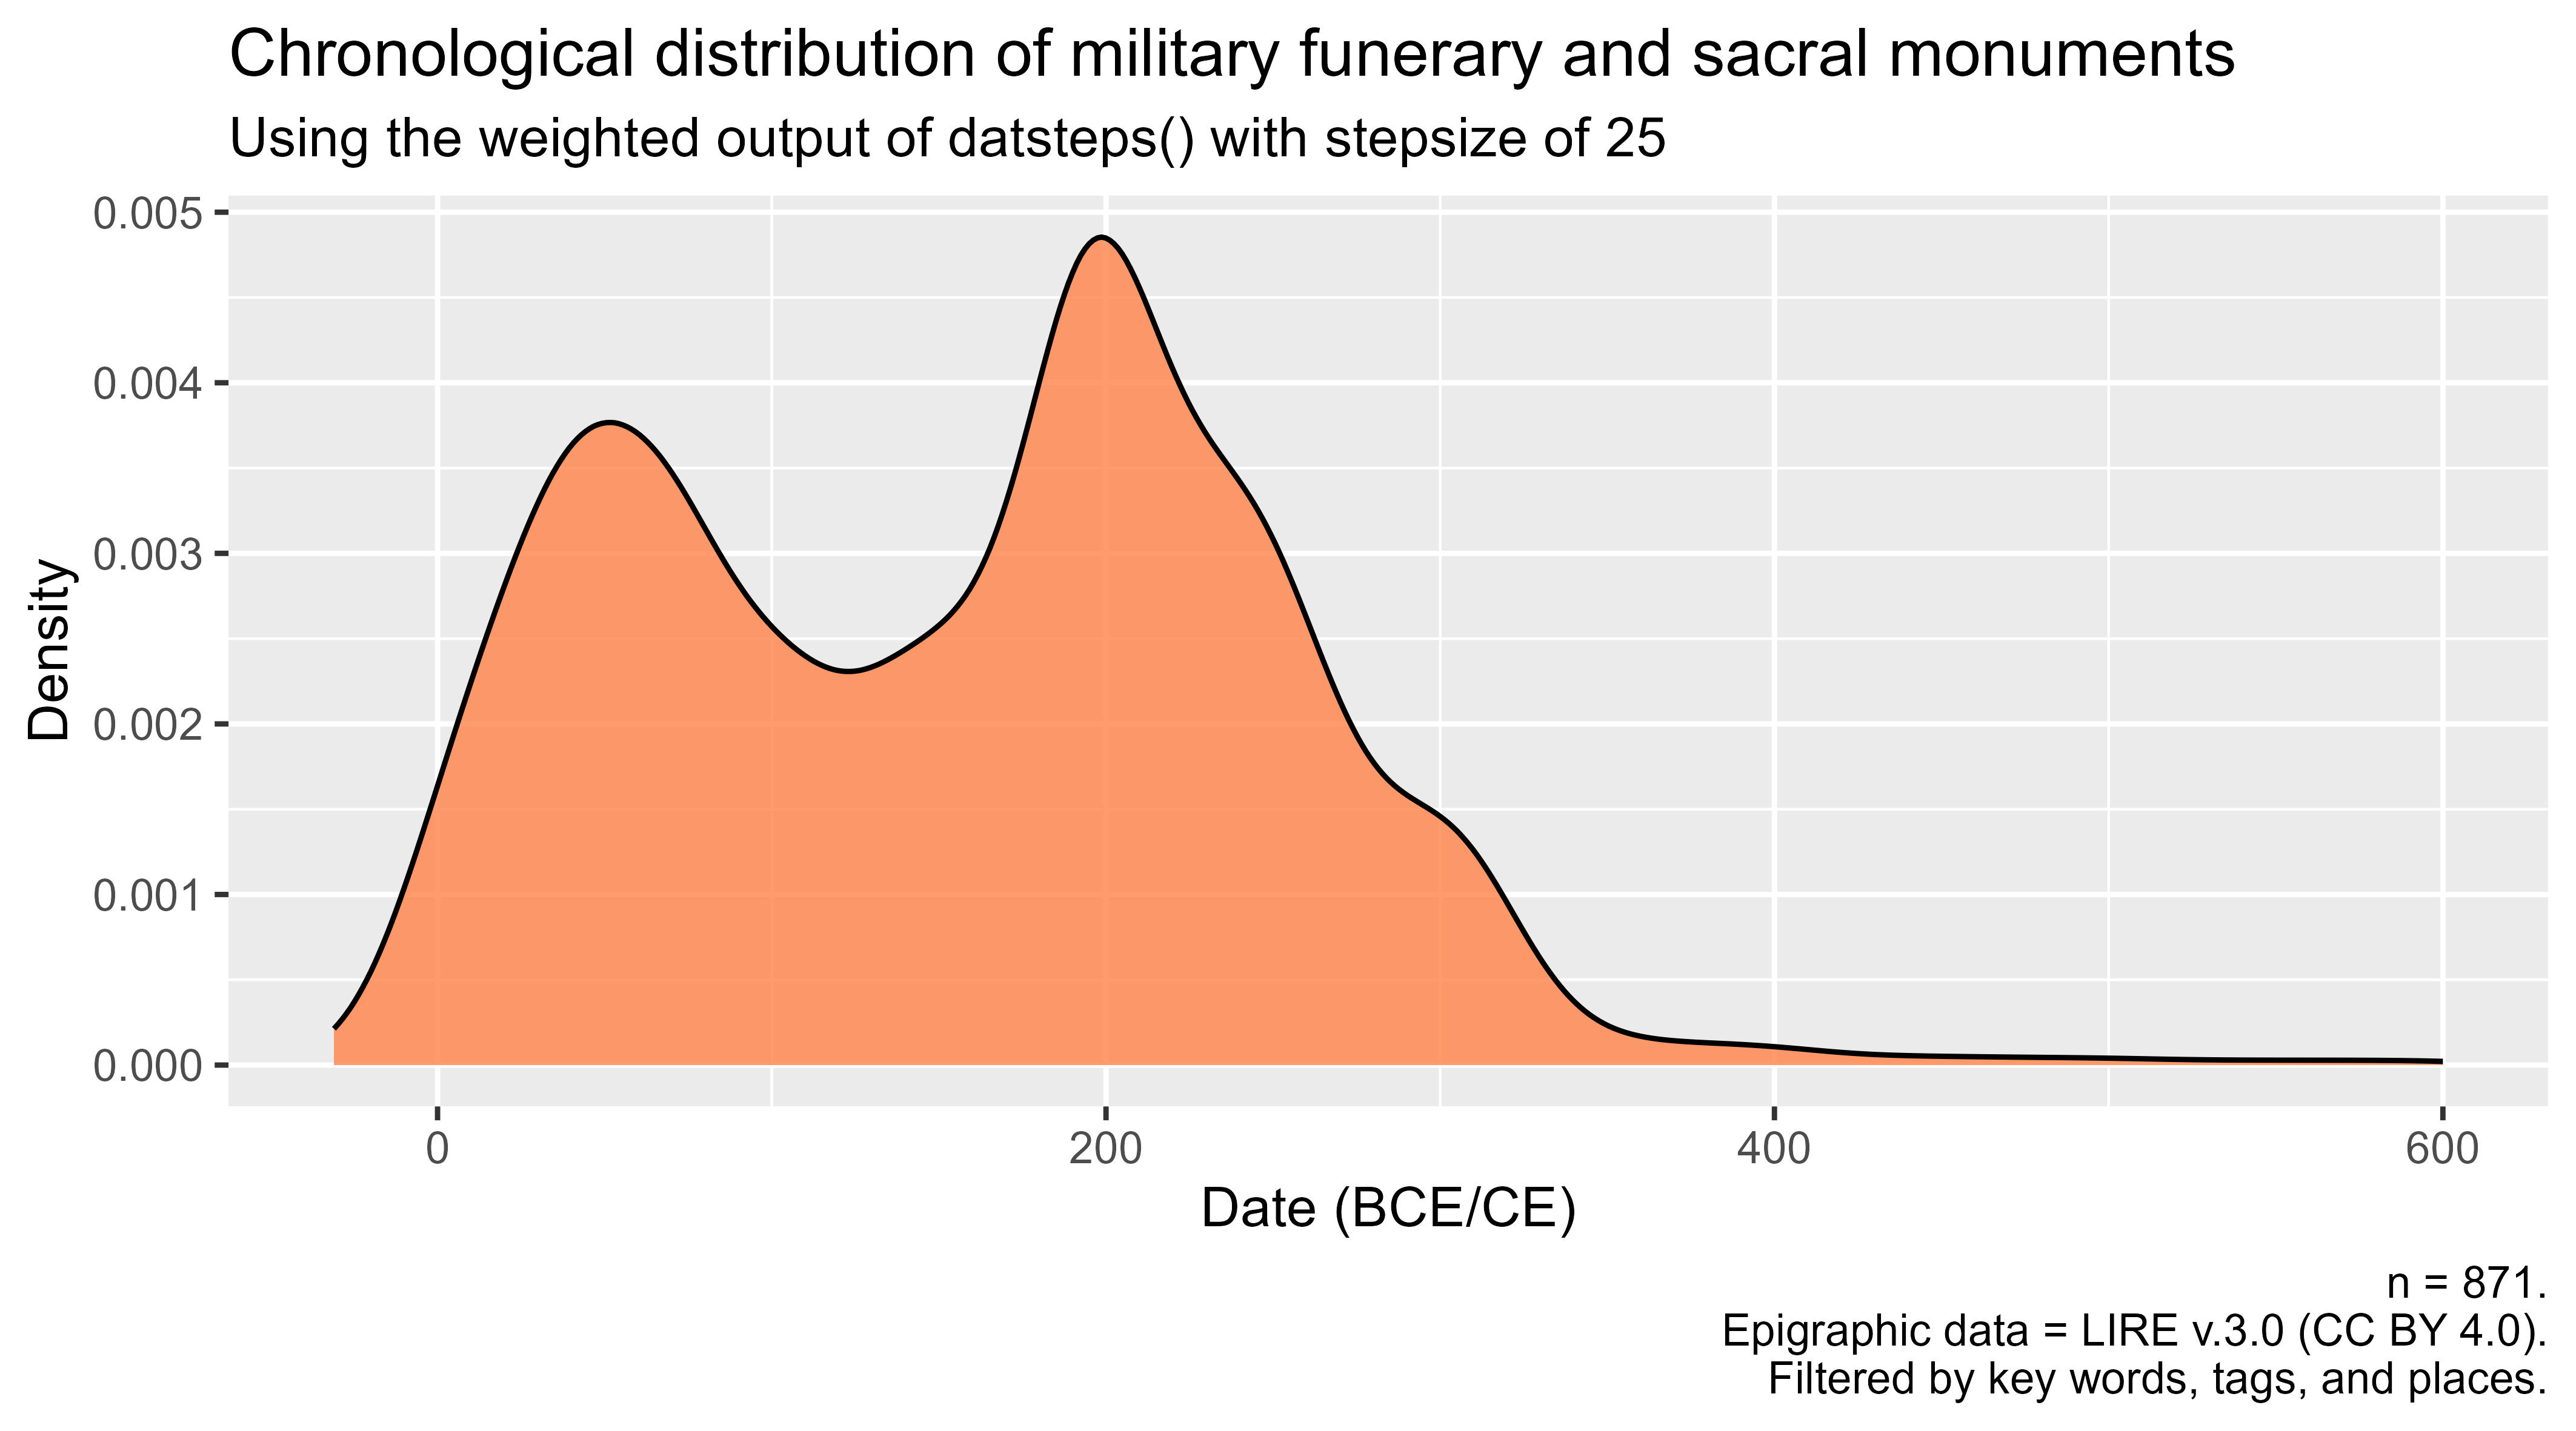 Chronological distribution of military funerary and sacral monuments
Using the weighted output of datsteps() with stepsize of 25
0.005
0.004
0.003
0.002
0.001
0.000
Density
0
200
400
600
Date (BCE/CE)
n = 871.
Epigraphic data = LIRE v.3.0 (CC BY 4.0).
Filtered by key words, tags, and places.